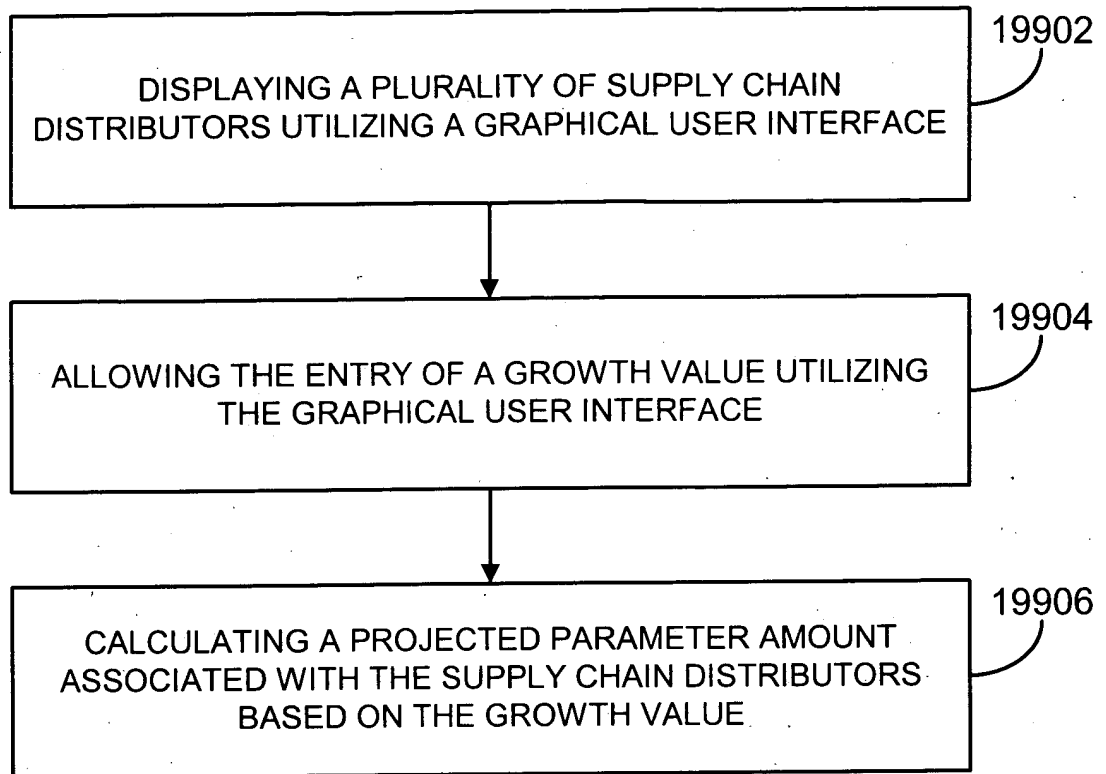 19902
DISPLAYING A PLURALITY OF SUPPLY CHAIN
DISTRIBUTORS UTILIZING A GRAPHICAL USER INTERFACE
19904
ALLOWING THE ENTRY OF A GROWTH VALUE UTILIZING
THE GRAPHICAL USER INTERFACE
19906
CALCULATING A PROJECTED PARAMETER AMOUNT
ASSOCIATED WITH THE SUPPLY CHAIN DISTRIBUTORS
BASED ON THE GROWTH VALUE